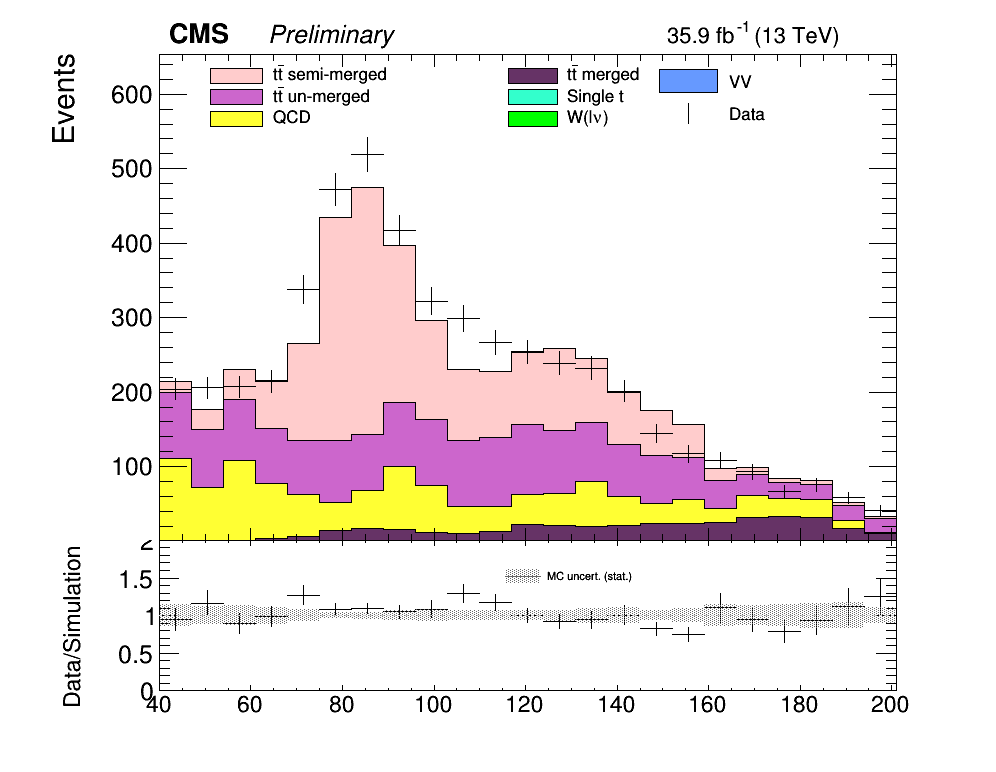 CMS Preliminary 35.9 fb-1 (13 TeV)
Events
600
500
400
300
200
100
tt̄ semi-merged
tt̄ un-merged
QCD
tt̄ merged
Single t
W(lν)
VV
Data
Data/Simulation
2
1.5
1
0.5
0
MC uncert. (stat.)
40 60 80 100 120 140 160 180 200